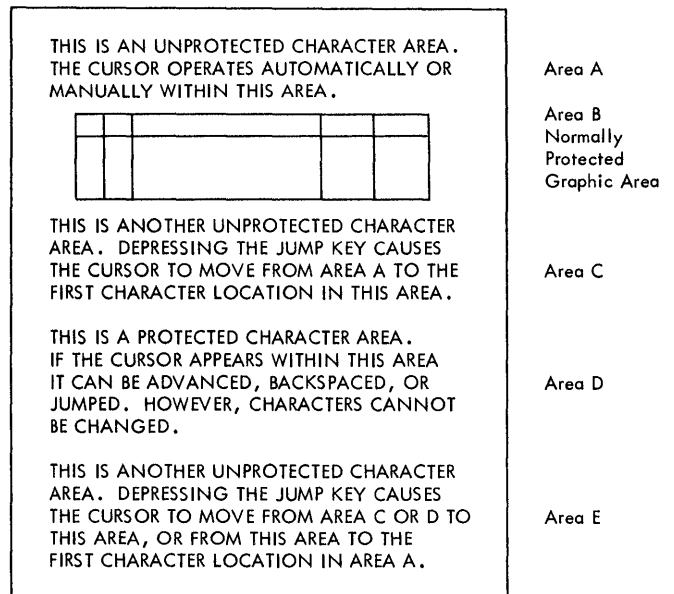 THIS IS AN UNPROTECTED CHARACTER AREA.
THE CURSOR OPERATES AUTOMATICALLY OR
MANUALLY WITHIN THIS AREA.
Area A
Area B
Normally
Protected
Graphic Area
THIS IS ANOTHER UNPROTECTED CHARACTER
AREA. DEPRESSING THE JUMP KEY CAUSES
THE CURSOR TO MOVE FROM AREA A TO THE
FIRST CHARACTER LOCATION IN THIS AREA.
Area C
THIS IS A PROTECTED CHARACTER AREA.
IF THE CURSOR APPEARS WITHIN THIS AREA
IT CAN BE ADVANCED, BACKSPACED, OR
JUMPED. HOWEVER, CHARACTERS CANNOT
BE CHANGED.
Area D
THIS IS ANOTHER UNPROTECTED CHARACTER
AREA. DEPRESSING THE JUMP KEY CAUSES
THE CURSOR TO MOVE FROM AREA C OR D TO
THIS AREA, OR FROM THIS AREA TO THE
FIRST CHARACTER LOCATION IN AREA A.
Area E